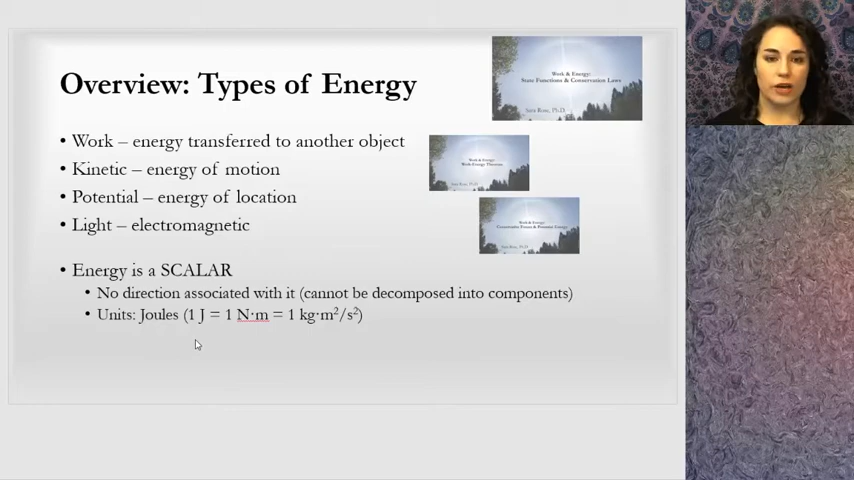 Overview: Types of Energy
Work & Energy:
State Functions & Conservation Laws
Sara Rose, Ph.D.
• Work – energy transferred to another object
• Kinetic – energy of motion
• Potential – energy of location
• Light – electromagnetic
Work & Energy:
Work-Energy Theorem
Work & Energy:
Conservative Forces & Potential Energy
• Energy is a SCALAR
• No direction associated with it (cannot be decomposed into components)
• Units: Joules (1 J = 1 N·m = 1 kg·m²/s²)